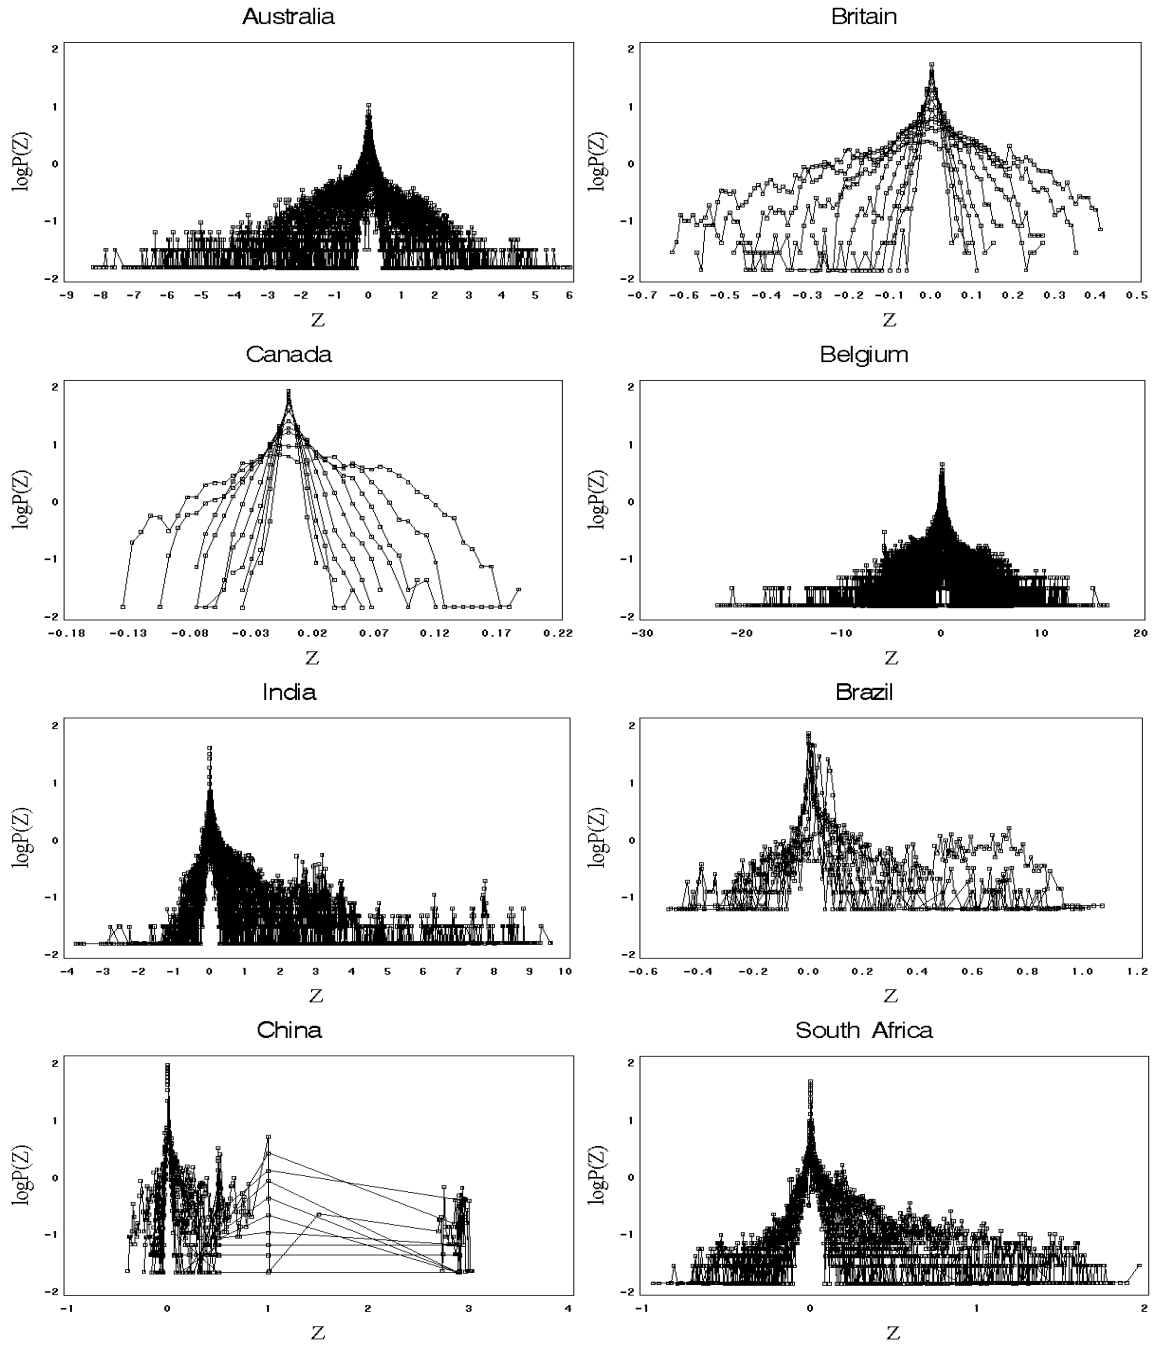 Australia
2
1
0
-1
-2
logP(Z)
-9 -8 -7 -6 -5 -4 -3 -2 -1 0 1 2 3 4 5 6
Z
Britain
2
1
0
-1
-2
logP(Z)
-0.7 -0.6 -0.5 -0.4 -0.3 -0.2 -0.1 0.0 0.1 0.2 0.3 0.4 0.5
Z
Canada
2
1
0
-1
-2
logP(Z)
-0.18 -0.13 -0.08 -0.03 0.02 0.07 0.12 0.17 0.22
Z
Belgium
2
1
0
-1
-2
logP(Z)
-30 -20 -10 0 10 20
Z
India
2
1
0
-1
-2
logP(Z)
-4 -3 -2 -1 0 1 2 3 4 5 6 7 8 9 10
Z
Brazil
2
1
0
-1
-2
logP(Z)
-0.6 -0.4 -0.2 0.0 0.2 0.4 0.6 0.8 1.0 1.2
Z
China
2
1
0
-1
-2
logP(Z)
-1 0 1 2 3 4
Z
South Africa
2
1
0
-1
-2
logP(Z)
-1 0 1 2
Z